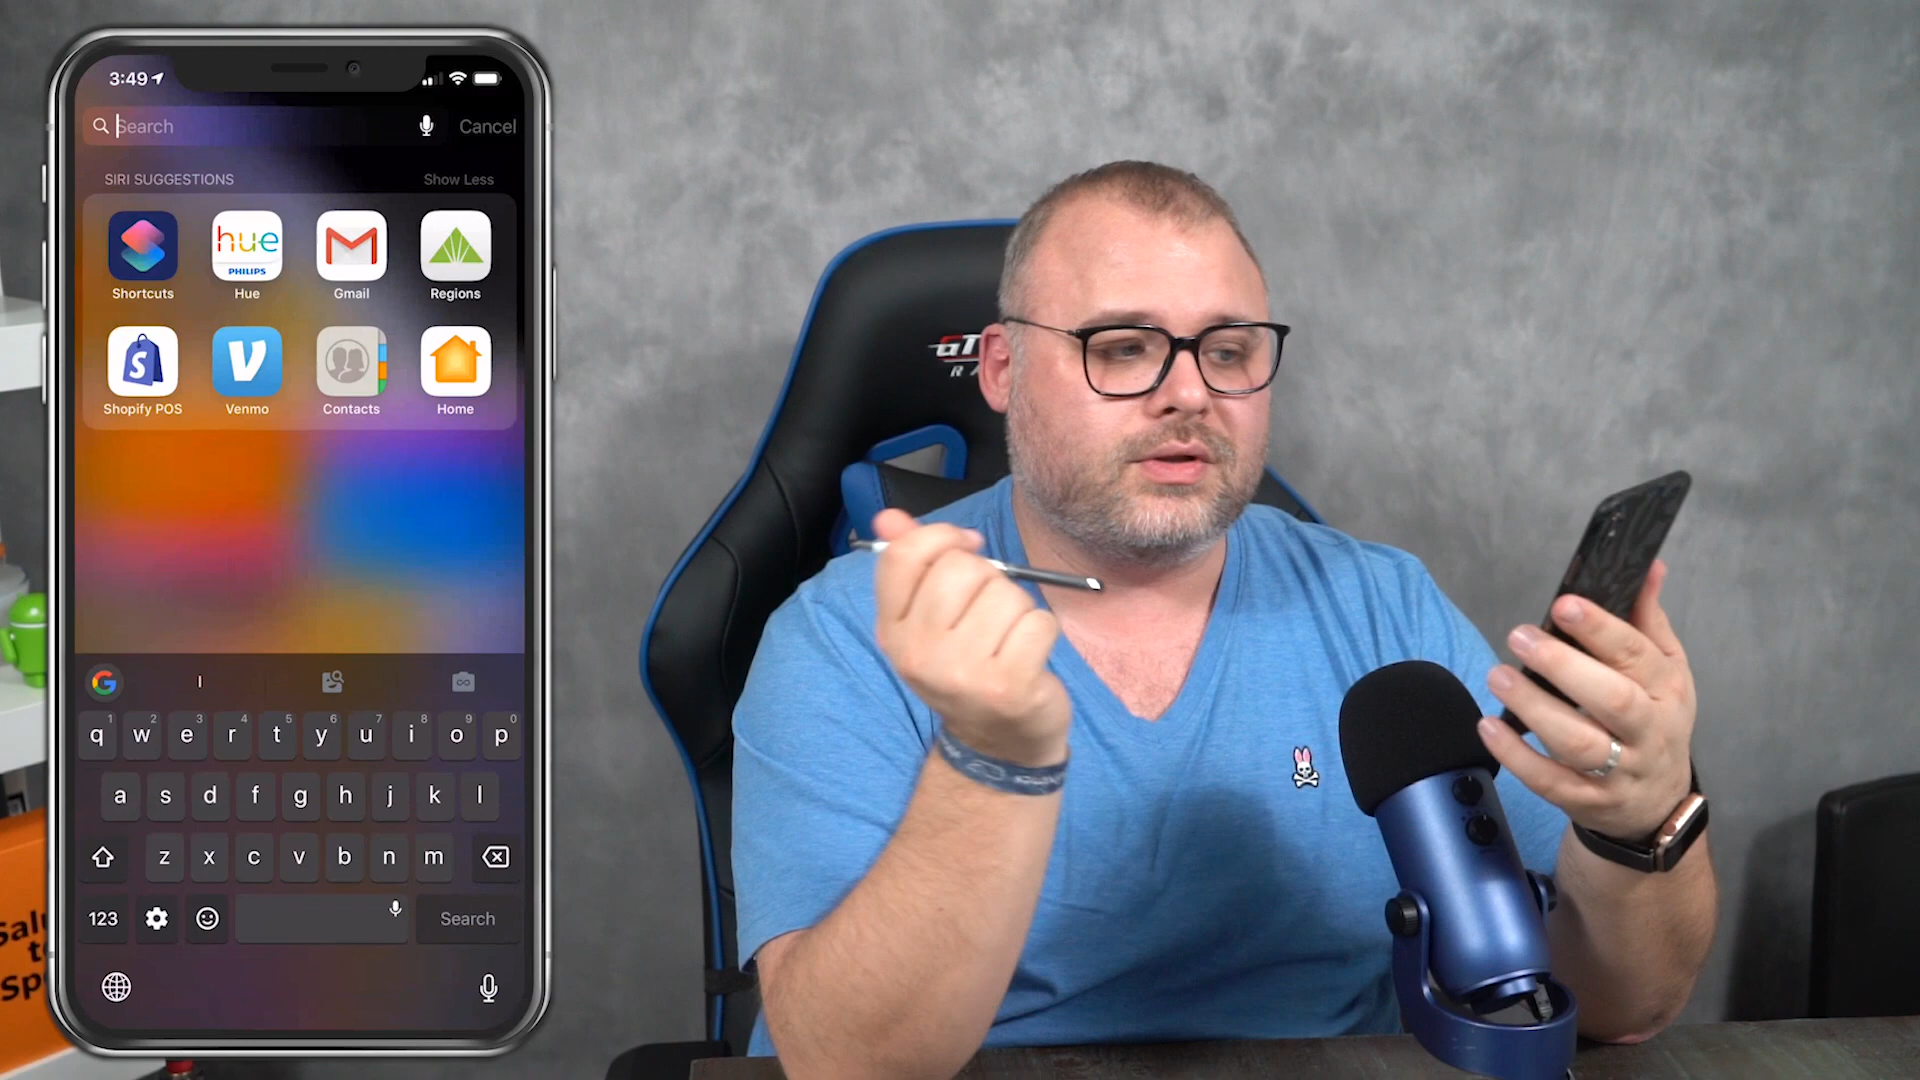 3:49
Search
Cancel
SIRI SUGGESTIONS
Show Less
hue
PHILIPS
Shortcuts
Hue
Gmail
Regions
S
V
Shopify POS
Venmo
Contacts
Home
G
I
1 2 3 4 5 6 7 8 9 0
q w e r t y u i o p
a s d f g h j k l
z x c v b n m
123
Search
GT